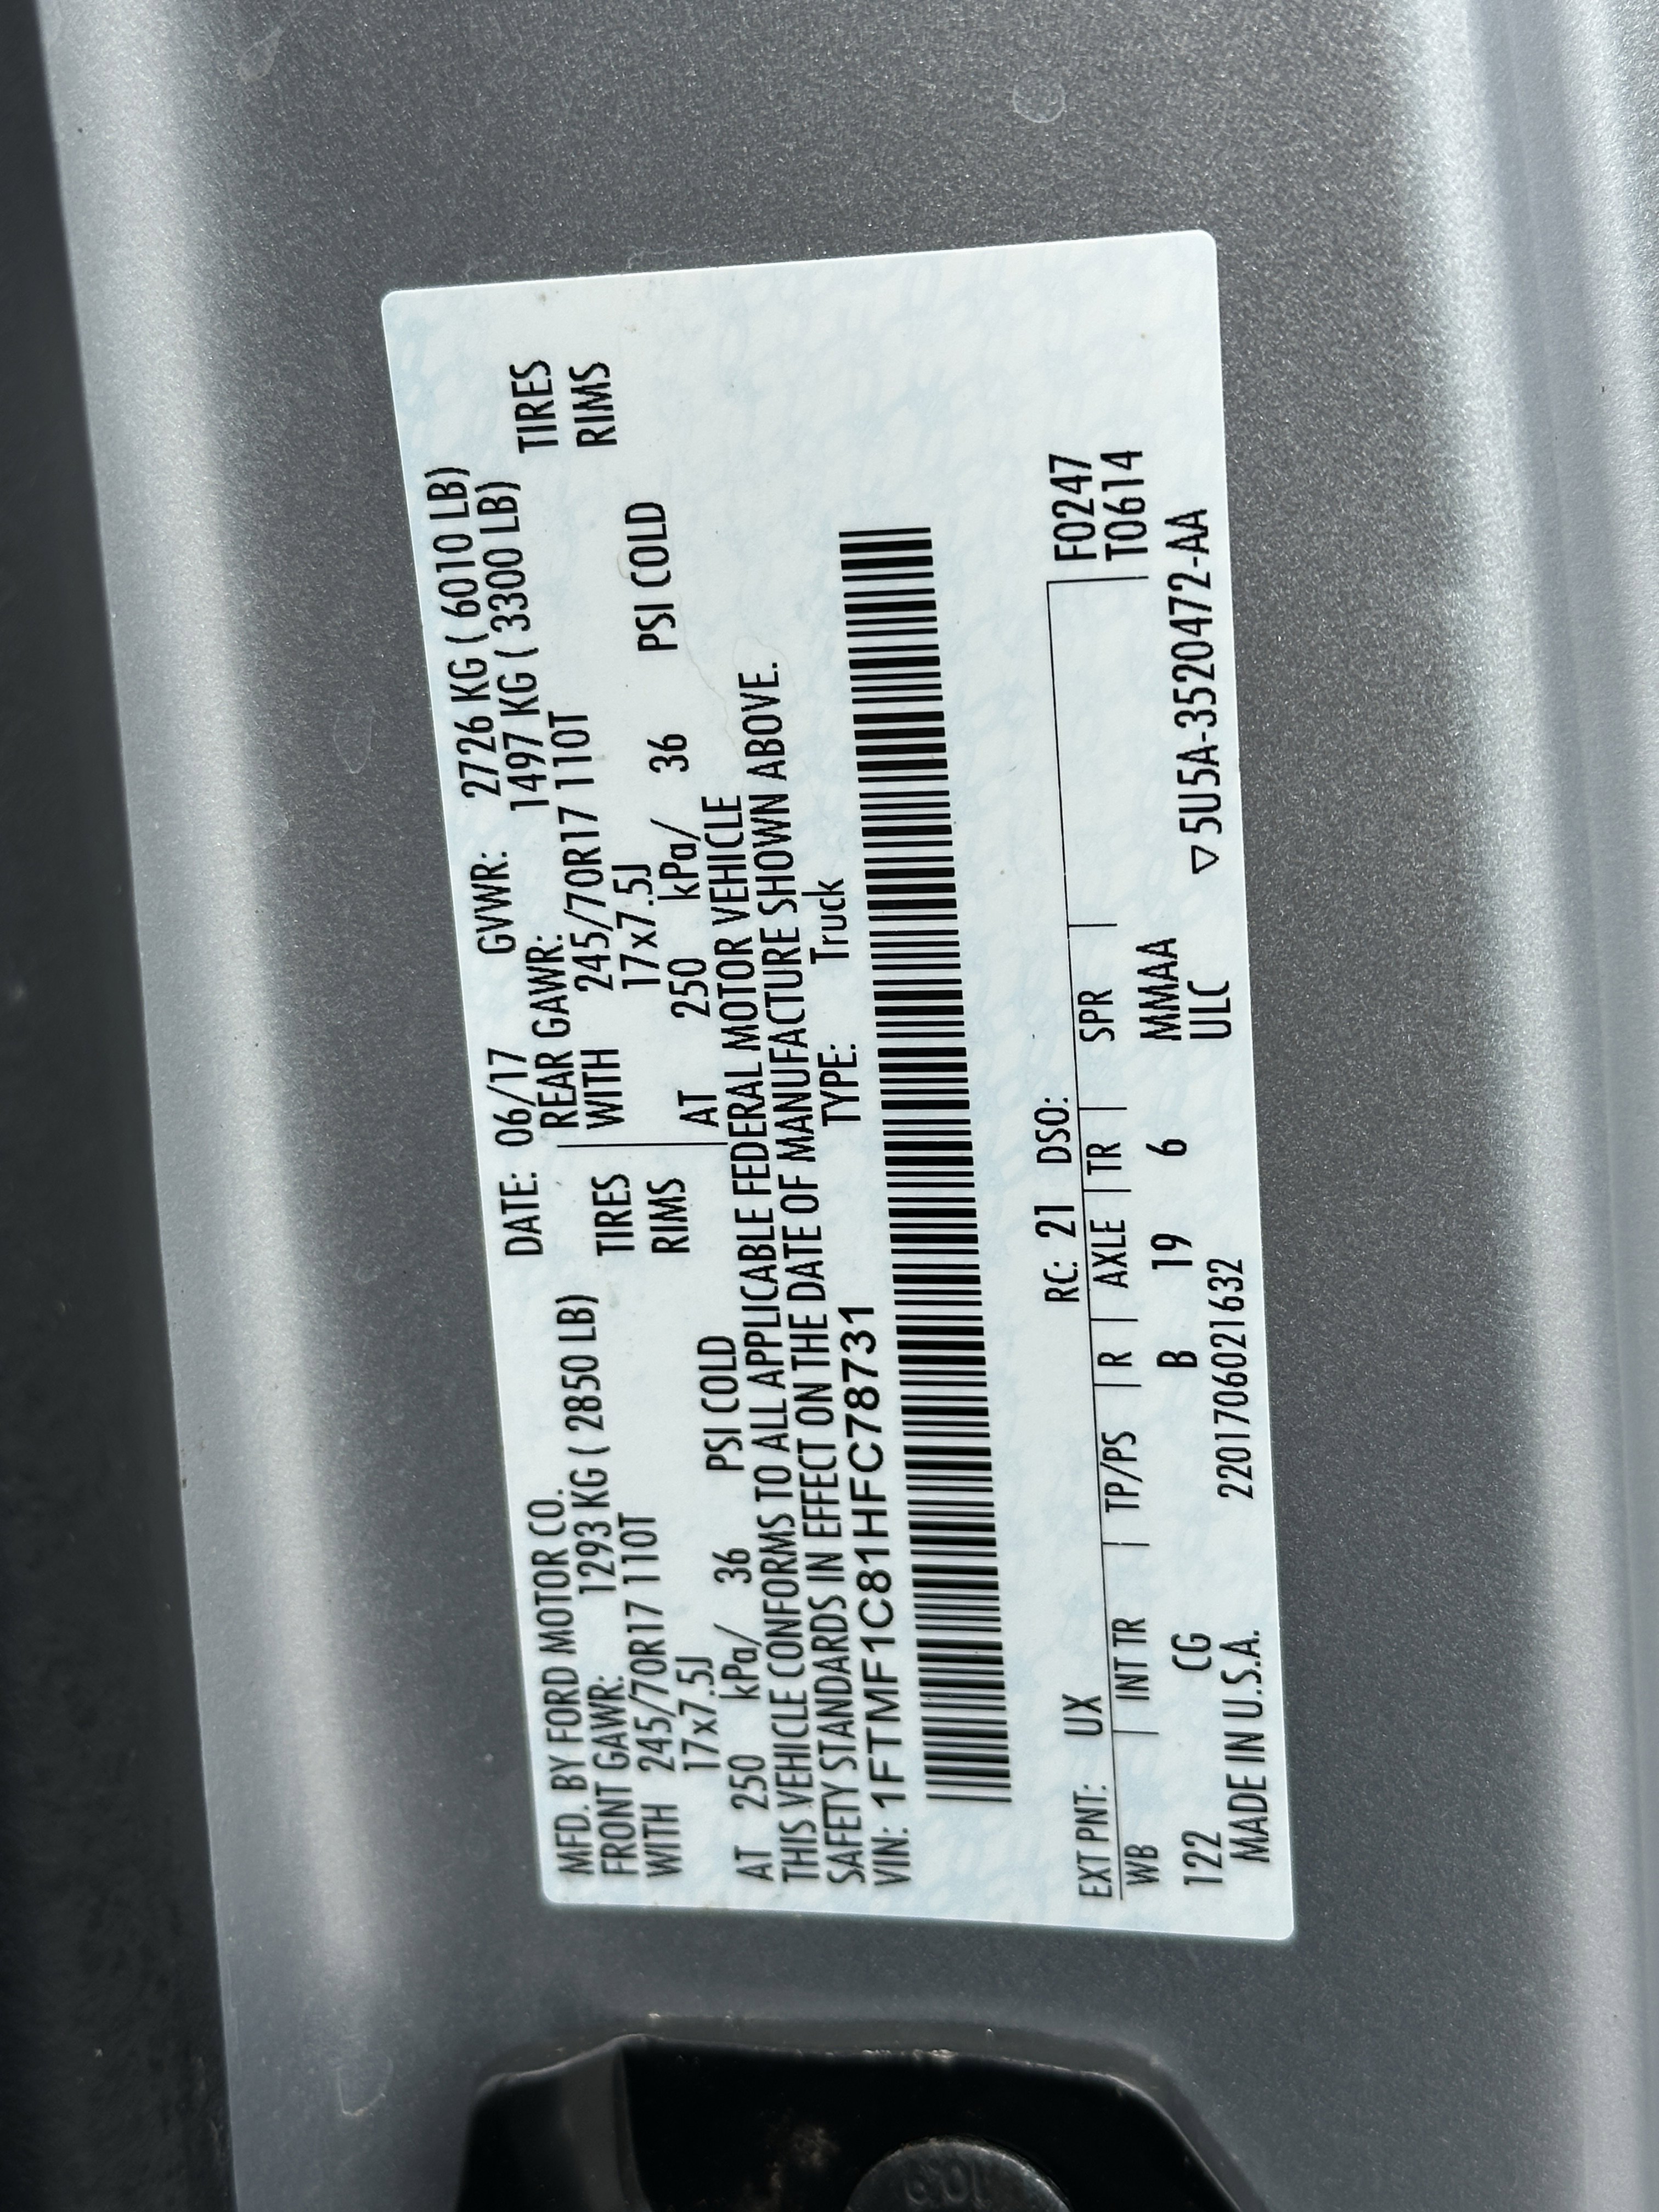 MFD. BY FORD MOTOR CO. DATE: 06/17 GVWR: 2726 KG ( 6010 LB)
FRONT GAWR: 1293 KG ( 2850 LB) REAR GAWR: 1497 KG ( 3300 LB)
WITH 245/70R17 110T TIRES WITH 245/70R17 110T TIRES
17x7.5J RIMS 17x7.5J RIMS
AT 250 kPa/ 36 PSI COLD AT 250 kPa/ 36 PSI COLD
THIS VEHICLE CONFORMS TO ALL APPLICABLE FEDERAL MOTOR VEHICLE
SAFETY STANDARDS IN EFFECT ON THE DATE OF MANUFACTURE SHOWN ABOVE.
VIN: 1FTMF1C81HFC78731 TYPE: Truck
EXT PNT: UX RC: 21 DSO: F0247
WB INT TR TP/PS R AXLE TR SPR T0614
122 CG B 19 6 MMAA
MADE IN U.S.A. 220170602​1632 ULC ▽5U5A-3520472-AA
10.9